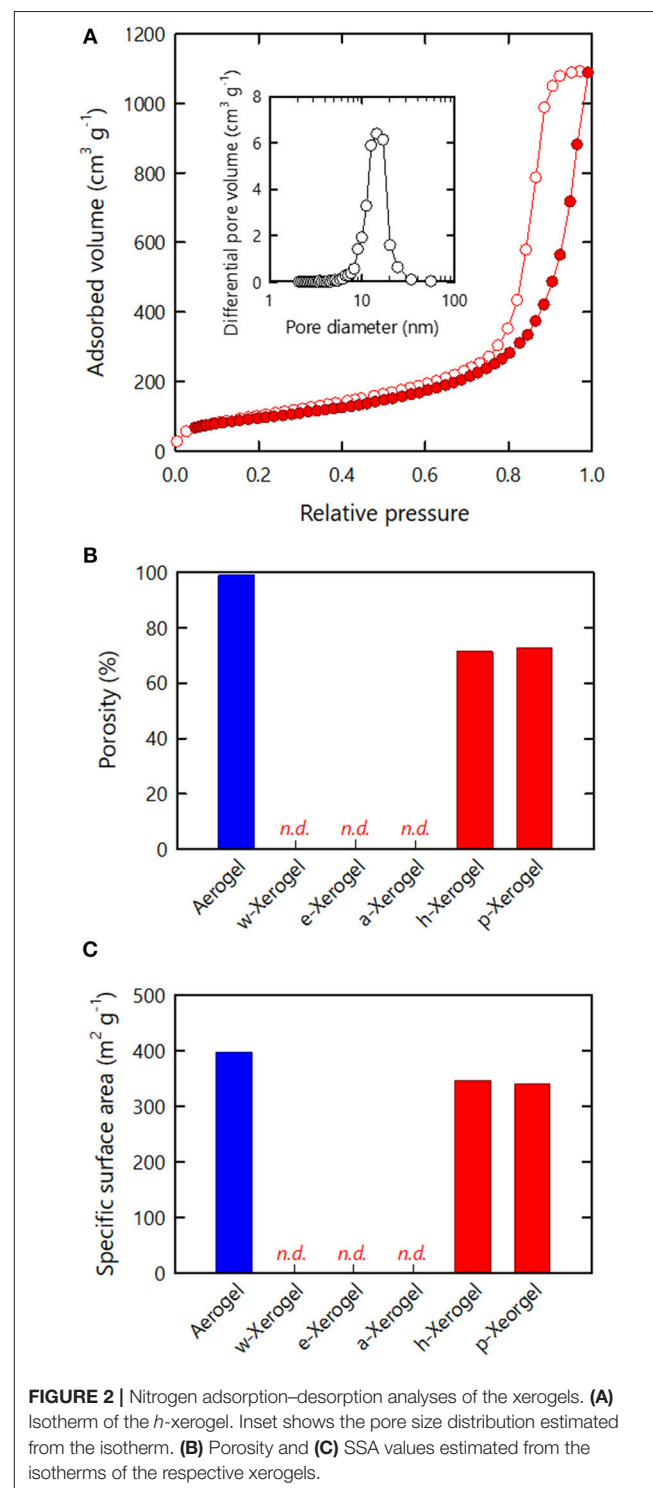 A
1200
1000
800
600
400
200
0
Adsorbed volume (cm³ g⁻¹)
0.0 0.2 0.4 0.6 0.8 1.0
Relative pressure
8
6
4
2
0
Differential pore volume (cm³ g⁻¹)
1 10 100
Pore diameter (nm)
B
100
80
60
40
20
0
Porosity (%)
n.d. n.d. n.d.
Aerogel w-Xerogel e-Xerogel a-Xerogel h-Xerogel p-Xerogel
C
500
400
300
200
100
0
Specific surface area (m² g⁻¹)
n.d. n.d. n.d.
Aerogel w-Xerogel e-Xerogel a-Xerogel h-Xerogel p-Xeorgel
FIGURE 2 | Nitrogen adsorption–desorption analyses of the xerogels. (A)
Isotherm of the h-xerogel. Inset shows the pore size distribution estimated
from the isotherm. (B) Porosity and (C) SSA values estimated from the
isotherms of the respective xerogels.